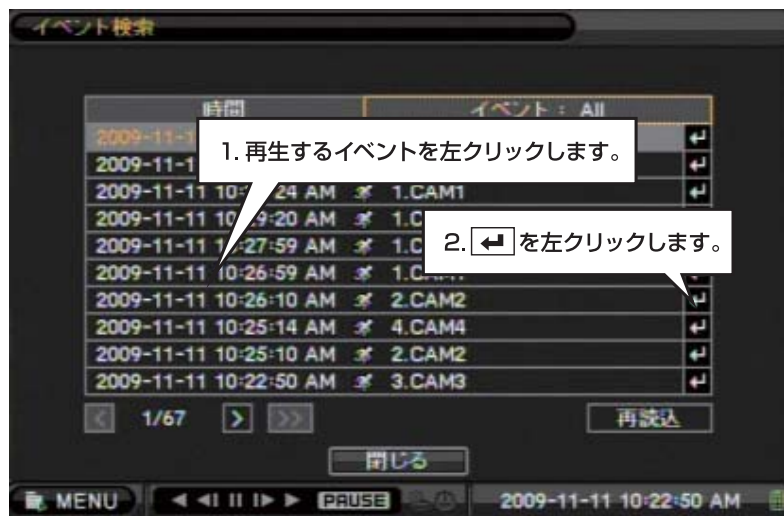 イベント検索
時間 イベント : All
2009-11-1
1. 再生するイベントを左クリックします。
2009-11-1
2009-11-11 10: 24 AM 1.CAM1
2009-11-11 10 9:20 AM 1.C
2. を左クリックします。
2009-11-11 1 :27:59 AM 1.C
2009-11-11 10:26:59 AM 1.CAM1
2009-11-11 10:26:10 AM 2.CAM2
2009-11-11 10:25:14 AM 4.CAM4
2009-11-11 10:25:10 AM 2.CAM2
2009-11-11 10:22:50 AM 3.CAM3
1/67 再読込
閉じる
MENU PAUSE 2009-11-11 10:22:50 AM